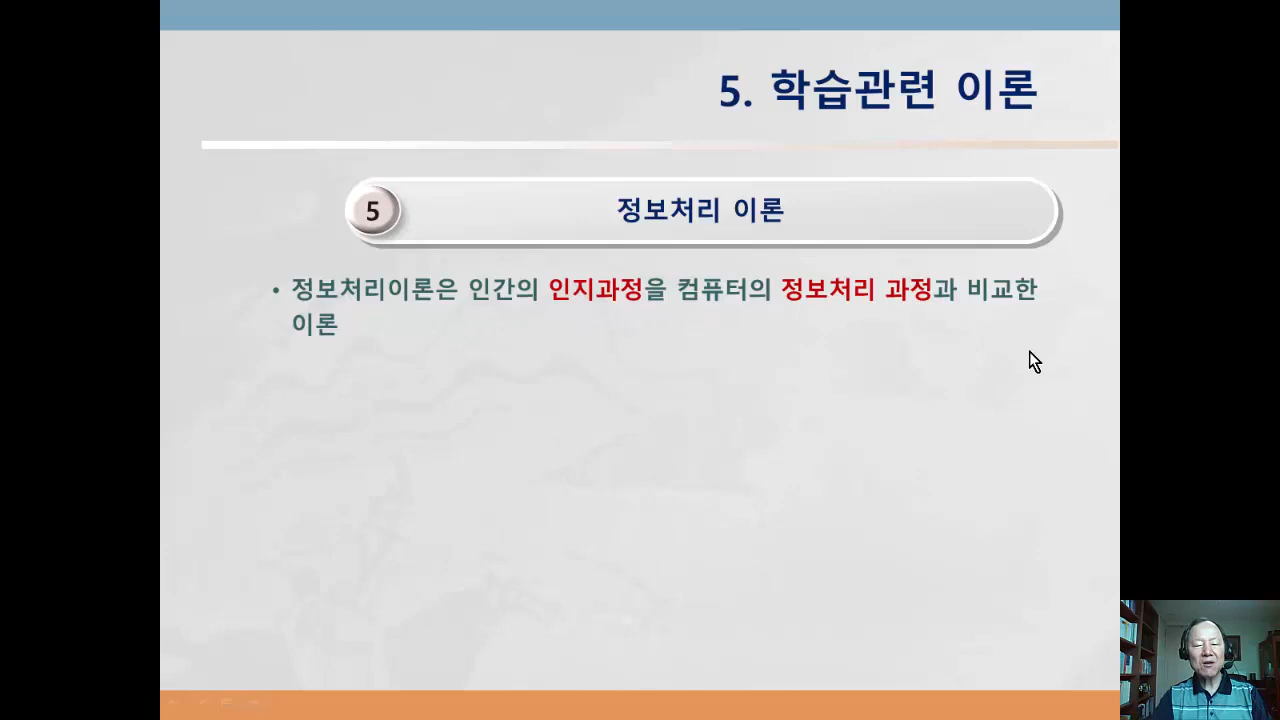 5. 학습관련 이론
5 정보처리 이론
• 정보처리이론은 인간의 인지과정을 컴퓨터의 정보처리 과정과 비교한
이론